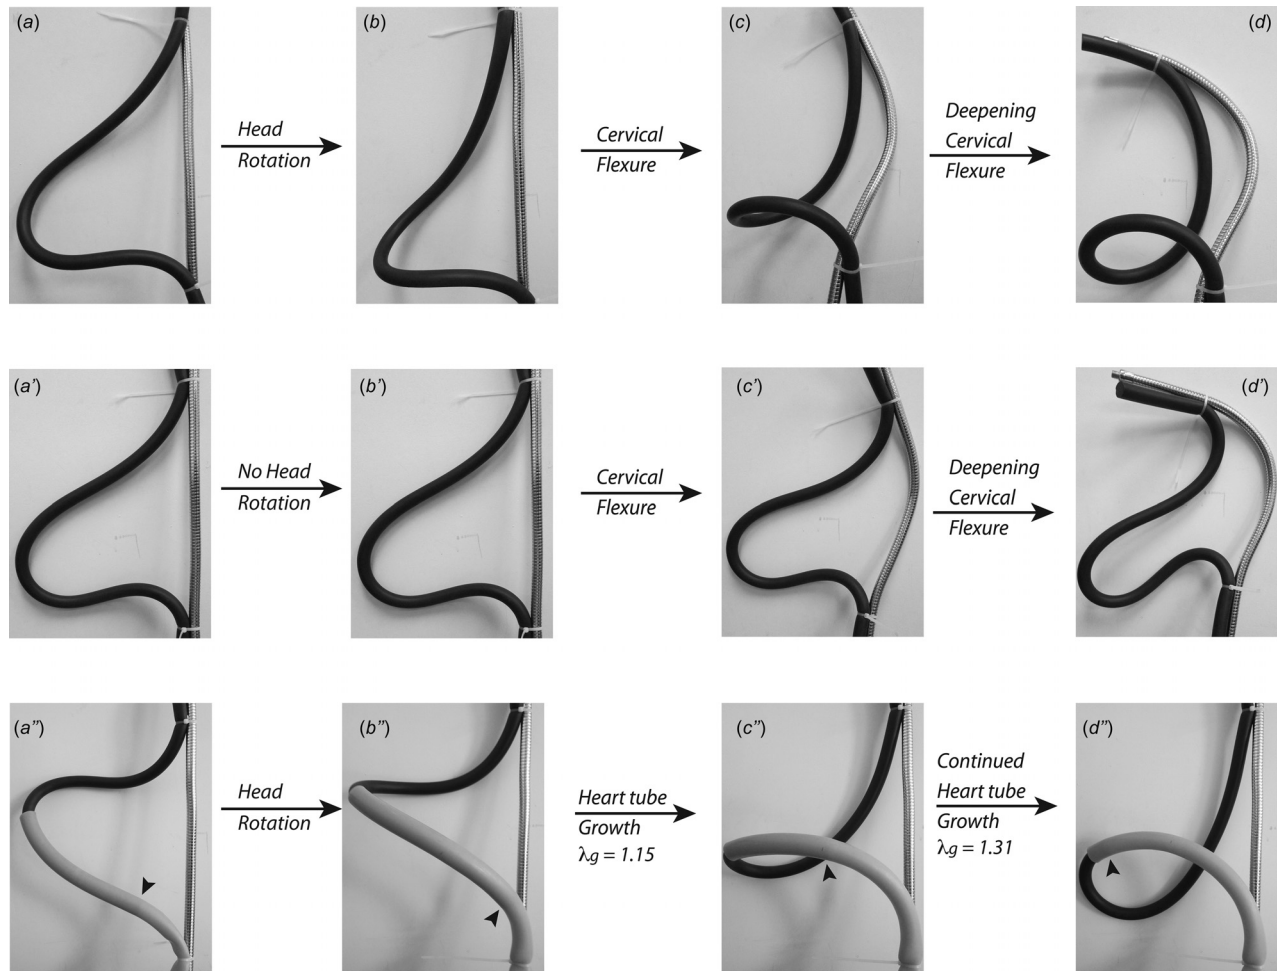 (a)
(b)
(c)
(d)
Head
Rotation
Cervical
Flexure
Deepening
Cervical
Flexure
(a')
(b')
(c')
(d')
No Head
Rotation
Cervical
Flexure
Deepening
Cervical
Flexure
(a")
(b")
(c")
(d")
Head
Rotation
Heart tube
Growth
λg = 1.15
Continued
Heart tube
Growth
λg = 1.31